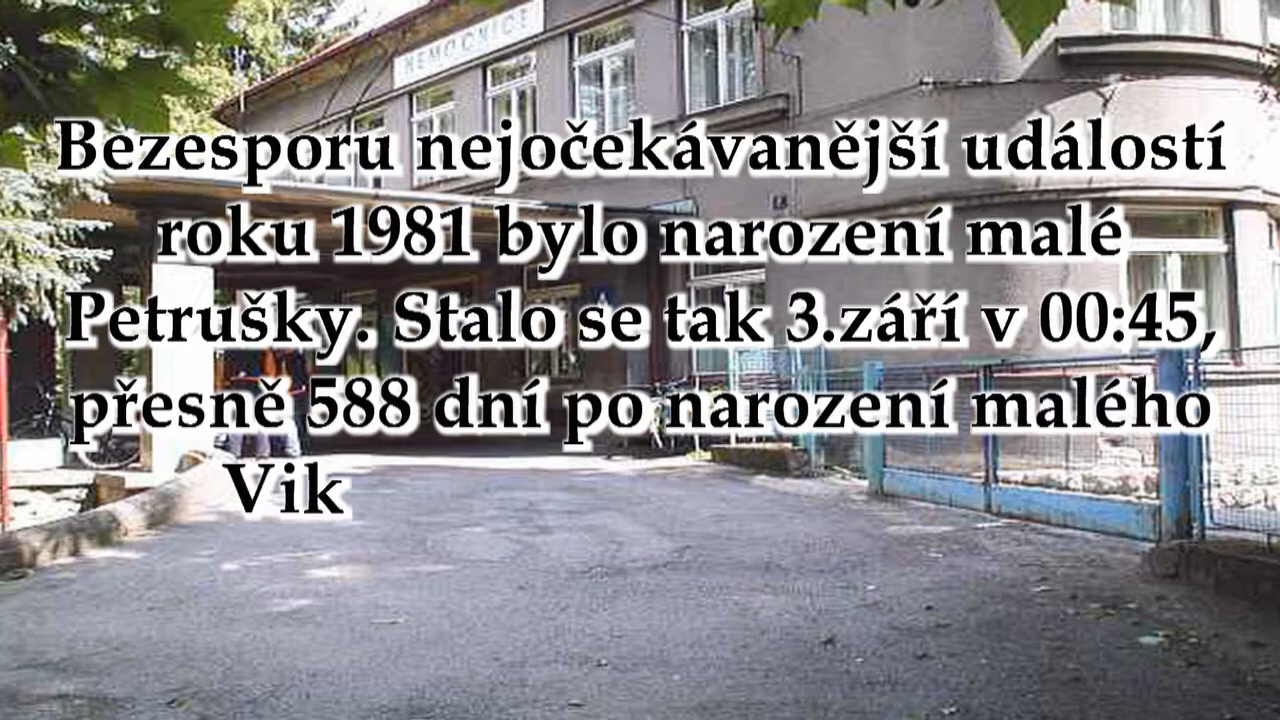 NEMOCNICE
Bezesporu nejočekávanější událostí
roku 1981 bylo narození malé
Petrušky. Stalo se tak 3.září v 00:45,
přesně 588 dní po narození malého
Vik